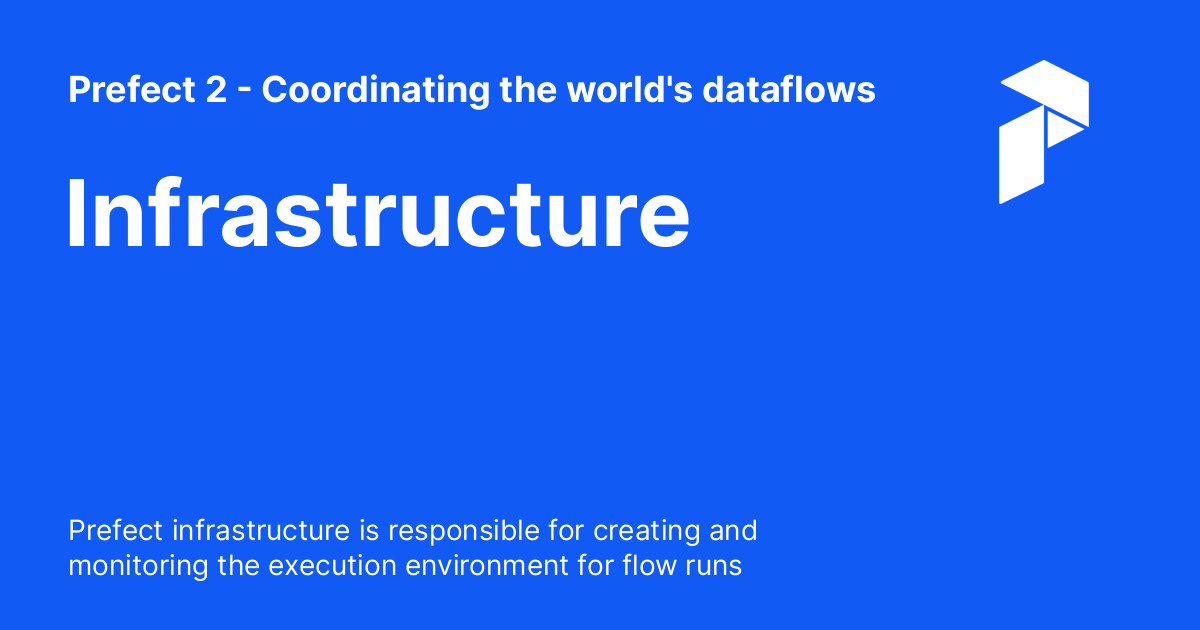 Prefect 2 - Coordinating the world's dataflows
Infrastructure
Prefect infrastructure is responsible for creating and
monitoring the execution environment for flow runs